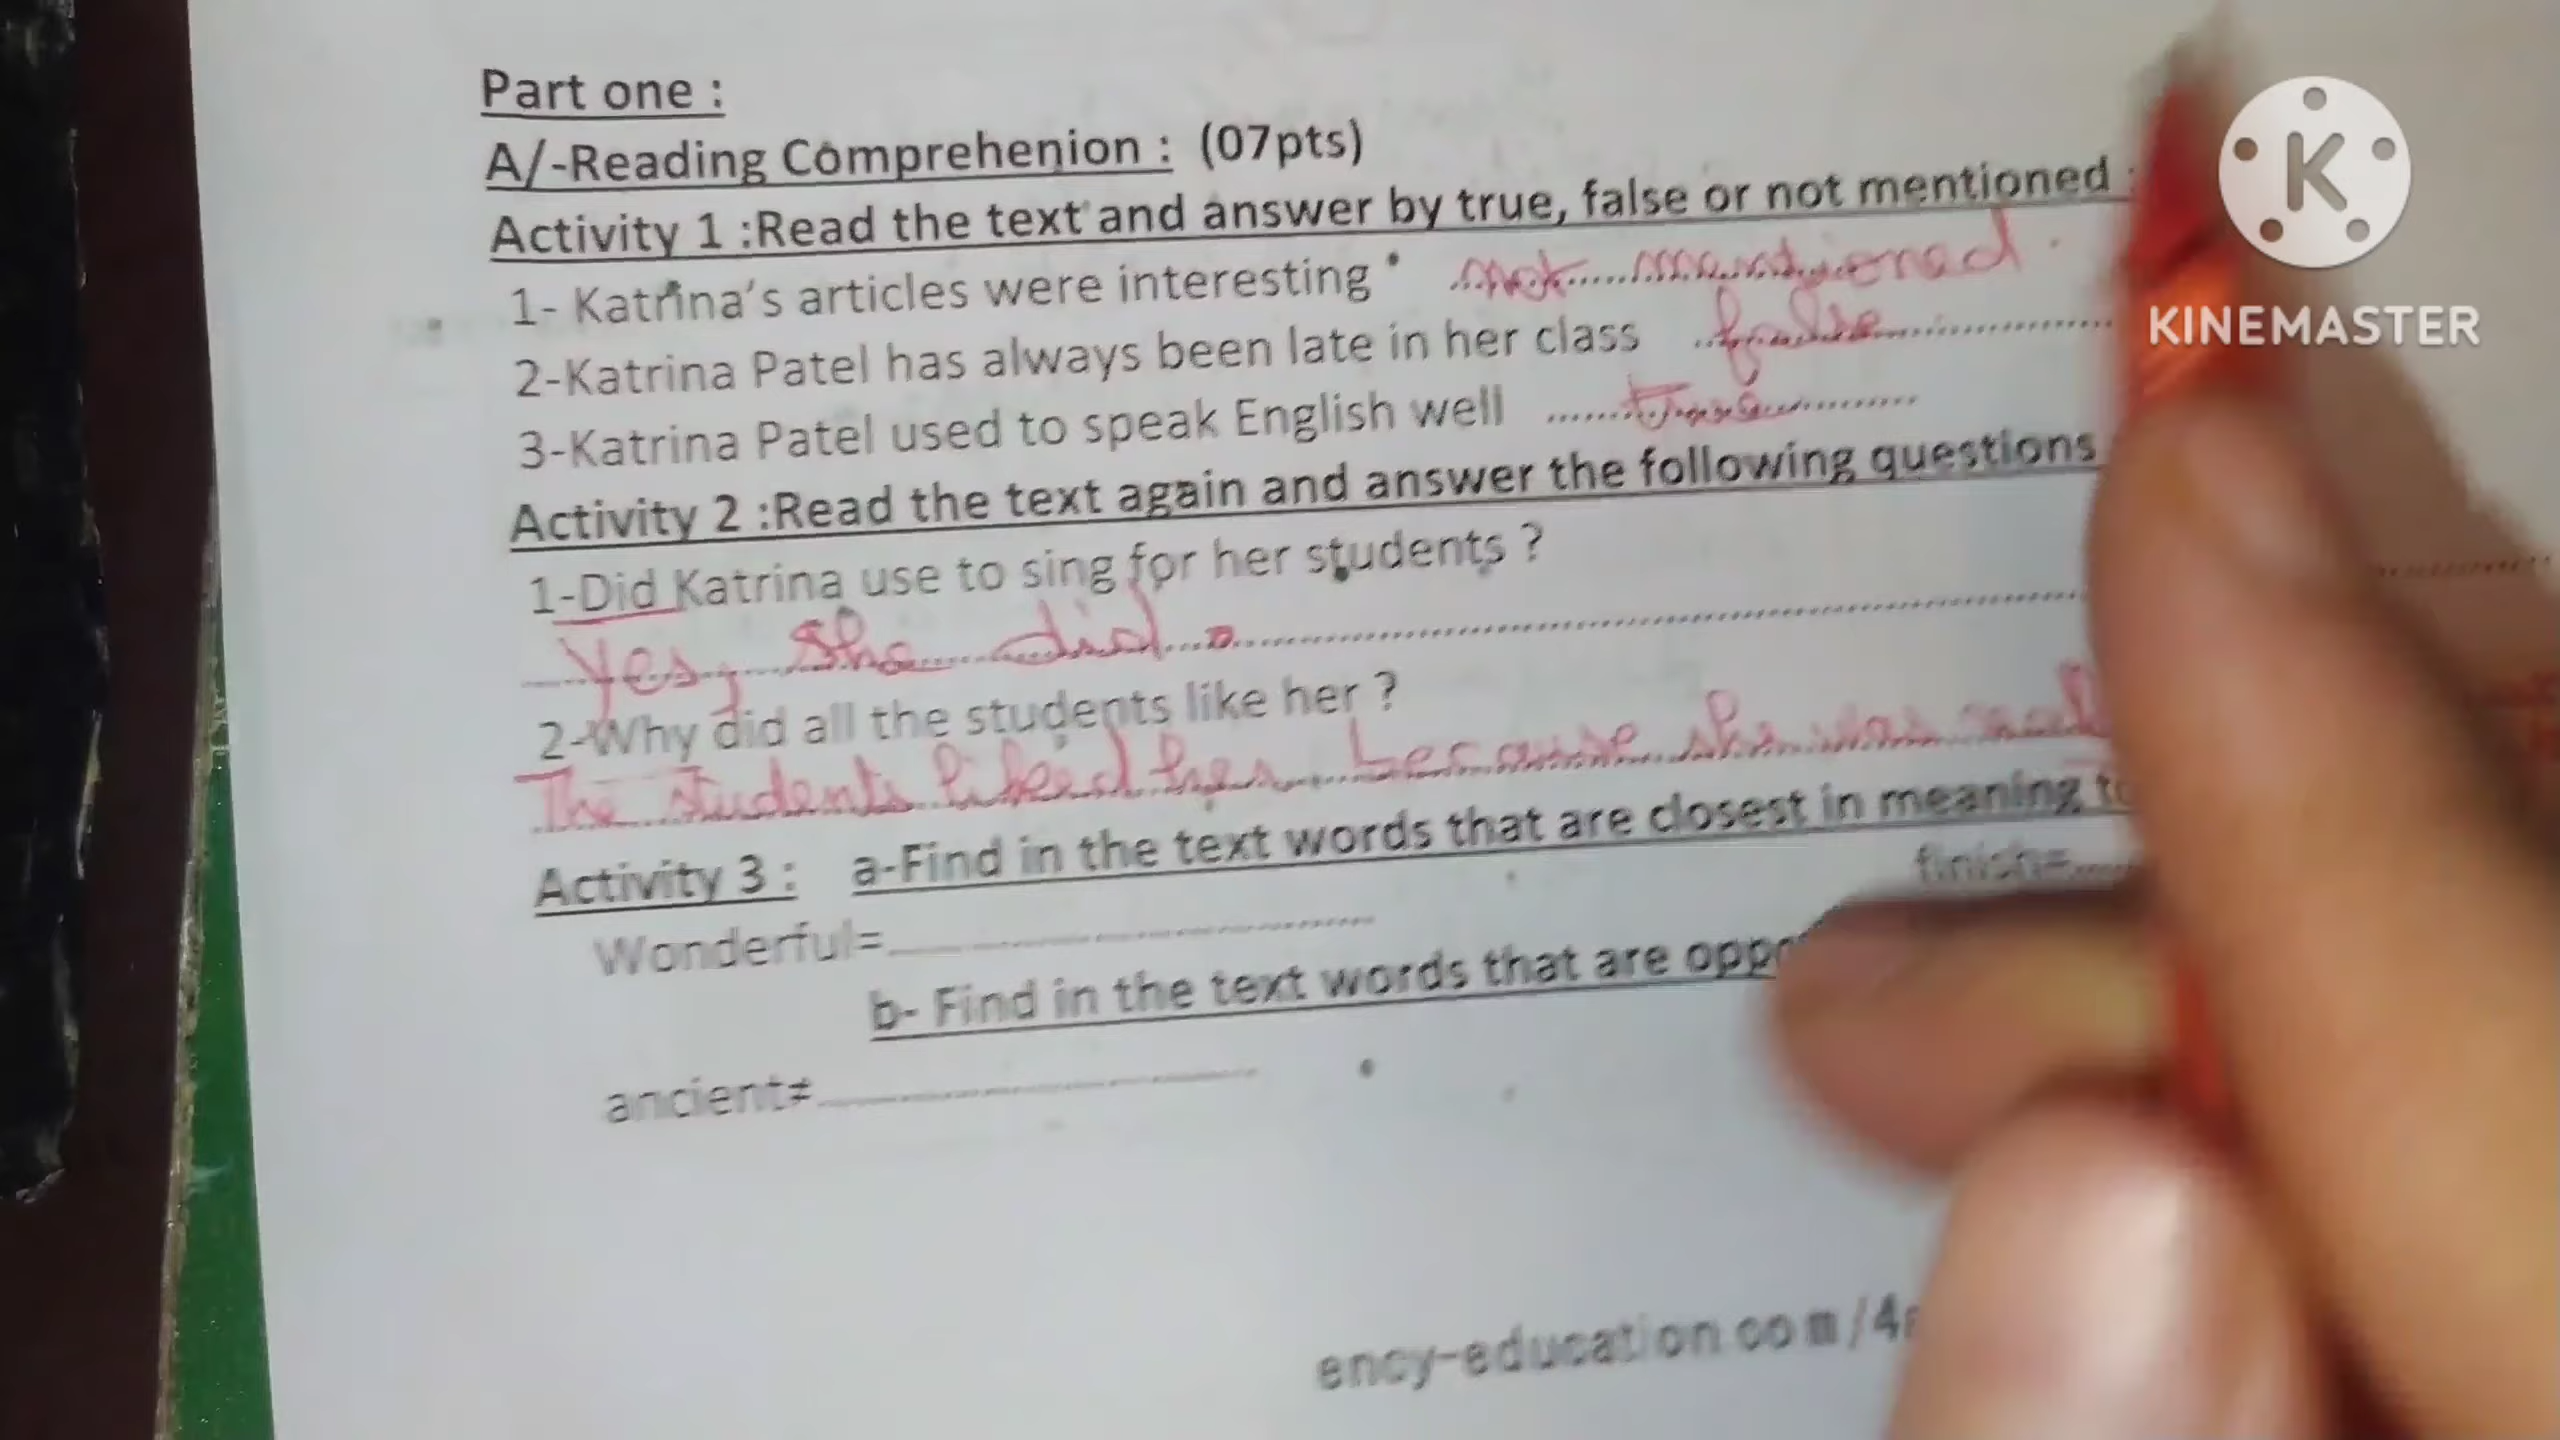 Part one :
A/-Reading Comprehenion : (07pts)
Activity 1 :Read the text and answer by true, false or not mentioned :
1- Katrina's articles were interesting not mentioned.
2-Katrina Patel has always been late in her class false
3-Katrina Patel used to speak English well true
Activity 2 :Read the text again and answer the following questions
1-Did Katrina use to sing for her students ?
Yes, she did.
2-Why did all the students like her ?
The students liked her because she was
Activity 3 : a-Find in the text words that are closest in meaning to
Wonderful= finish=
b- Find in the text words that are
ancient≠
ency-education.com/4
K
KINEMASTER